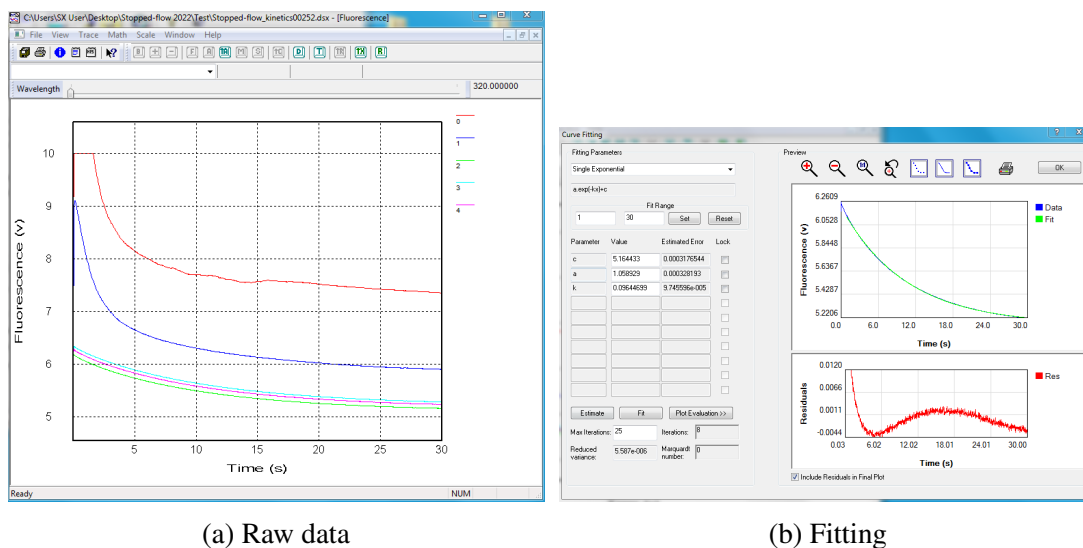 C:\Users\SX User\Desktop\Stopped-flow 2022\Test\Stopped-flow_kinetics00252.dsx - [Fluorescence]
File View Trace Math Scale Window Help
Wavelength 320.000000
Fluorescence (v)
10
9
8
7
6
5
5 10 15 20 25 30
Time (s)
0
1
2
3
4
Ready NUM
(a) Raw data
Curve Fitting
Fitting Parameters
Single Exponential
a.exp(-kx)+c
Fit Range
1 30 Set Reset
Parameter Value Estimated Error Lock
c 5.164433 0.0003176544
a 1.058929 0.000328193
k 0.09644699 9.745596e-005
Estimate Fit Plot Evaluation >>
Max Iterations: 25 Iterations: 8
Reduced variance: 5.587e-006 Marquardt number: 0
Preview
OK
Fluorescence (v)
6.2609
6.0528
5.8448
5.6367
5.4287
5.2206
0.0 6.0 12.0 18.0 24.0 30.0
Time (s)
Data
Fit
Residuals
0.0120
0.0066
0.0011
-0.0044
0.03 6.02 12.02 18.01 24.01 30.00
Time (s)
Res
Include Residuals in Final Plot
(b) Fitting